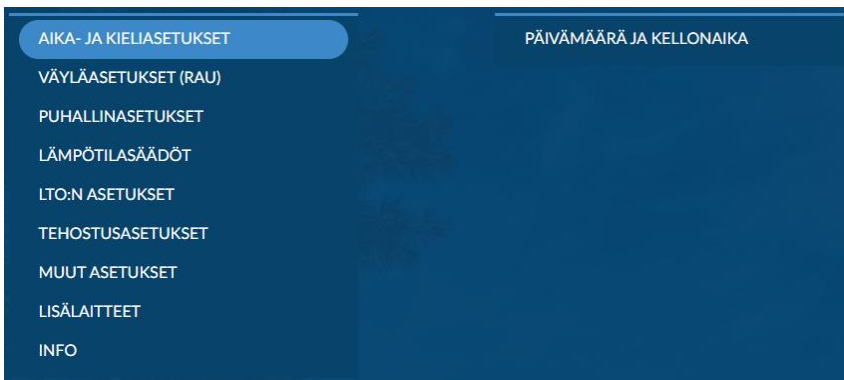 AIKA- JA KIELIASETUKSET
VÄYLÄASETUKSET (RAU)
PUHALLINASETUKSET
LÄMPÖTILASÄÄDÖT
LTO:N ASETUKSET
TEHOSTUSASETUKSET
MUUT ASETUKSET
LISÄLAITTEET
INFO
PÄIVÄMÄÄRÄ JA KELLONAIKA